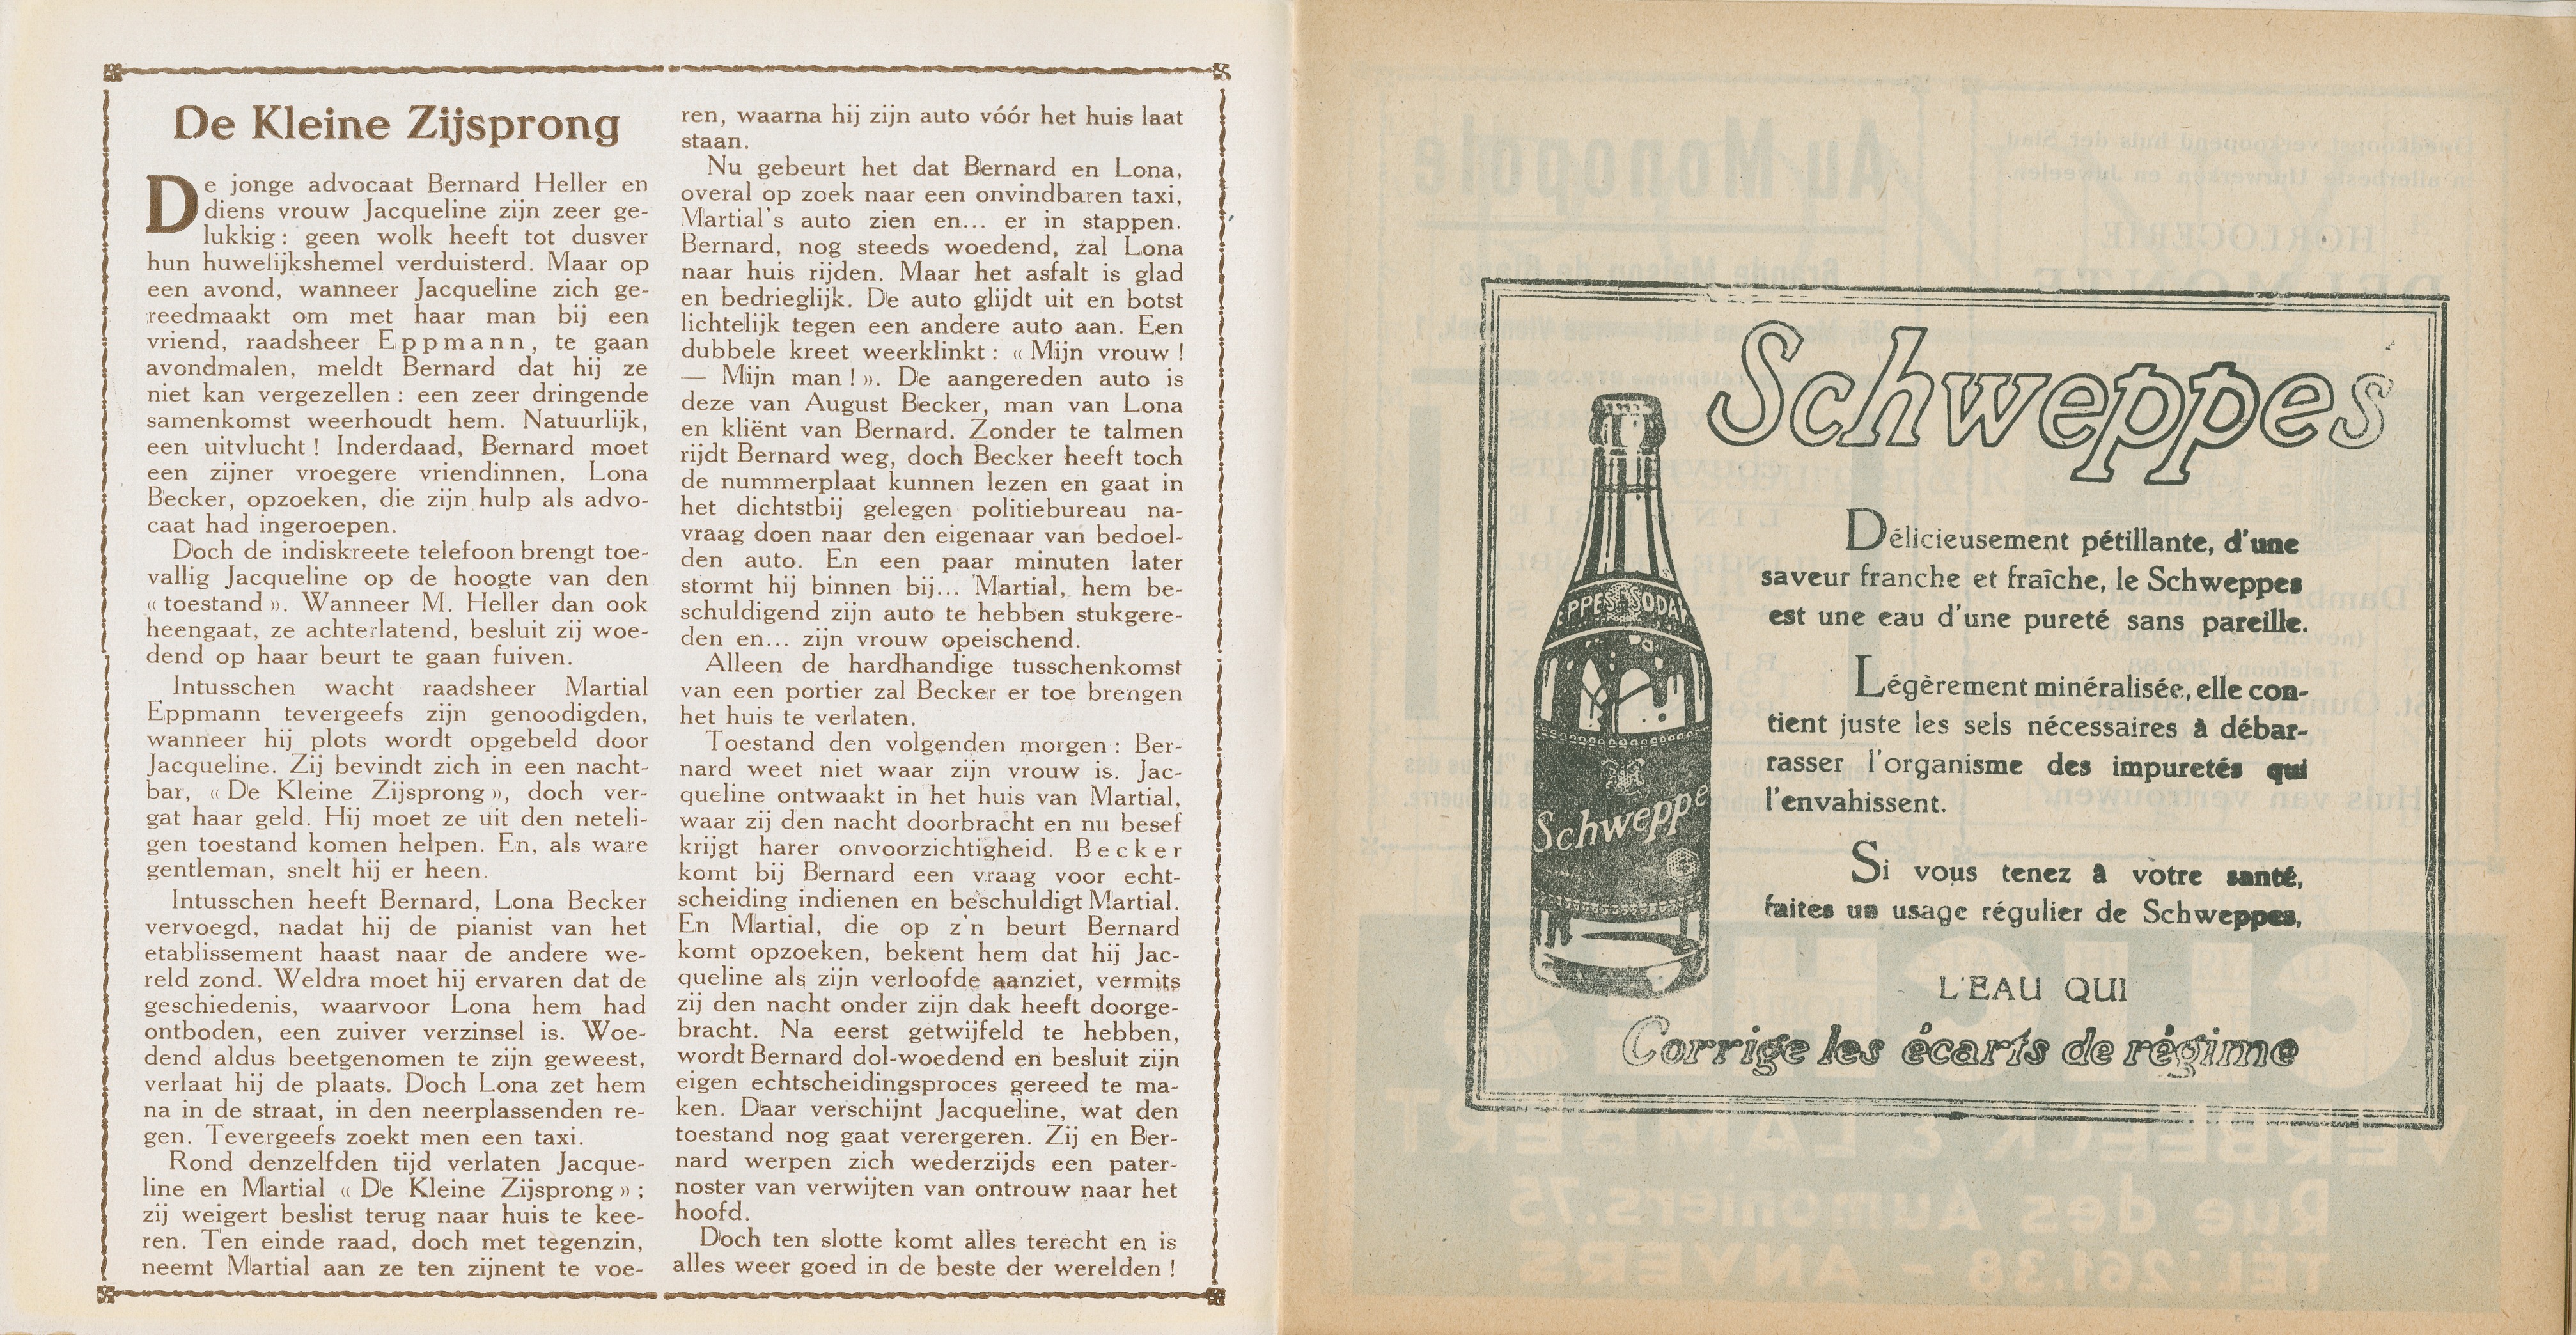 De Kleine Zijsprong
De jonge advocaat Bernard Heller en
diens vrouw Jacqueline zijn zeer ge-
lukkig : geen wolk heeft tot dusver
hun huwelijkshemel verduisterd. Maar op
een avond, wanneer Jacqueline zich ge-
reedmaakt om met haar man bij een
vriend, raadsheer Eppmann, te gaan
avondmalen, meldt Bernard dat hij ze
niet kan vergezellen : een zeer dringende
samenkomst weerhoudt hem. Natuurlijk,
een uitvlucht ! Inderdaad, Bernard moet
een zijner vroegere vriendinnen, Lona
Becker, opzoeken, die zijn hulp als advo-
caat had ingeroepen.
Doch de indiskreete telefoon brengt toe-
vallig Jacqueline op de hoogte van den
« toestand ». Wanneer M. Heller dan ook
heengaat, ze achterlatend, besluit zij woe-
dend op haar beurt te gaan fuiven.
Intusschen wacht raadsheer Martial
Eppmann tevergeefs zijn genoodigden,
wanneer hij plots wordt opgebeld door
Jacqueline. Zij bevindt zich in een nacht-
bar, « De Kleine Zijsprong », doch ver-
gat haar geld. Hij moet ze uit den neteli-
gen toestand komen helpen. En, als ware
gentleman, snelt hij er heen.
Intusschen heeft Bernard, Lona Becker
vervoegd, nadat hij de pianist van het
etablissement haast naar de andere we-
reld zond. Weldra moet hij ervaren dat de
geschiedenis, waarvoor Lona hem had
ontboden, een zuiver verzinsel is. Woe-
dend aldus beetgenomen te zijn geweest,
verlaat hij de plaats. Doch Lona zet hem
na in de straat, in den neerplassenden re-
gen. Tevergeefs zoekt men een taxi.
Rond denzelfden tijd verlaten Jacque-
line en Martial « De Kleine Zijsprong » ;
zij weigert beslist terug naar huis te kee-
ren. Ten einde raad, doch met tegenzin,
neemt Martial aan ze ten zijnent te voe-
ren, waarna hij zijn auto vóór het huis laat
staan.
Nu gebeurt het dat Bernard en Lona,
overal op zoek naar een onvindbaren taxi,
Martial's auto zien en... er in stappen.
Bernard, nog steeds woedend, zal Lona
naar huis rijden. Maar het asfalt is glad
en bedrieglijk. De auto glijdt uit en botst
lichtelijk tegen een andere auto aan. Een
dubbele kreet weerklinkt : « Mijn vrouw !
— Mijn man ! ». De aangereden auto is
deze van August Becker, man van Lona
en kliënt van Bernard. Zonder te talmen
rijdt Bernard weg, doch Becker heeft toch
de nummerplaat kunnen lezen en gaat in
het dichtstbij gelegen politiebureau na-
vraag doen naar den eigenaar van bedoel-
den auto. En een paar minuten later
stormt hij binnen bij... Martial, hem be-
schuldigend zijn auto te hebben stukgere-
den en... zijn vrouw opeischend.
Alleen de hardhandige tusschenkomst
van een portier zal Becker er toe brengen
het huis te verlaten.
Toestand den volgenden morgen : Ber-
nard weet niet waar zijn vrouw is. Jac-
queline ontwaakt in het huis van Martial,
waar zij den nacht doorbracht en nu besef
krijgt harer onvoorzichtigheid. Becker
komt bij Bernard een vraag voor echt-
scheiding indienen en beschuldigt Martial.
En Martial, die op z'n beurt Bernard
komt opzoeken, bekent hem dat hij Jac-
queline als zijn verloofde aanziet, vermits
zij den nacht onder zijn dak heeft doorge-
bracht. Na eerst getwijfeld te hebben,
wordt Bernard dol-woedend en besluit zijn
eigen echtscheidingsproces gereed te ma-
ken. Daar verschijnt Jacqueline, wat den
toestand nog gaat verergeren. Zij en Ber-
nard werpen zich wederzijds een pater-
noster van verwijten van ontrouw naar het
hoofd.
Doch ten slotte komt alles terecht en is
alles weer goed in de beste der werelden !
Schweppes
PPES SODA
Schweppe
Délicieusement pétillante, d'une
saveur franche et fraîche, le Schweppes
est une eau d'une pureté sans pareille.
Légèrement minéralisée, elle con-
tient juste les sels nécessaires à débar-
rasser l'organisme des impuretés qui
l'envahissent.
Si vous tenez à votre santé,
faites un usage régulier de Schweppes,
L'EAU QUI
Corrige les écarts de régime